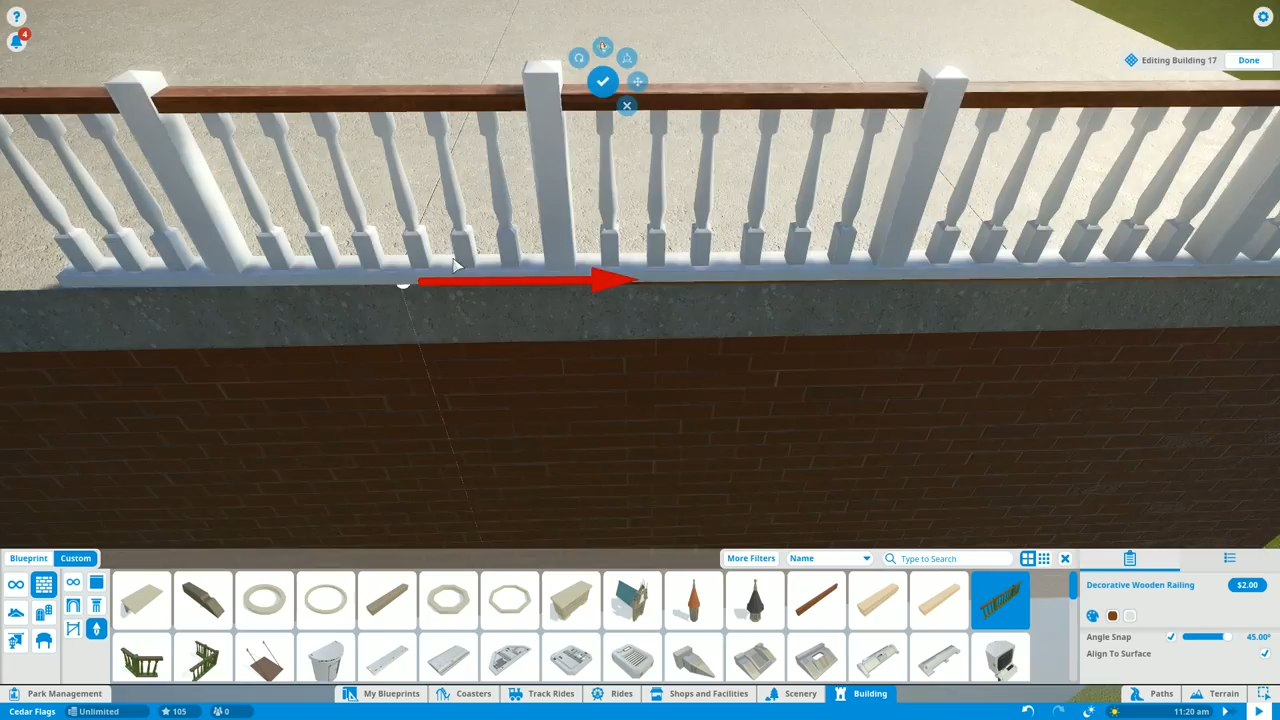 ?
4
Editing Building 17
Done
Blueprint
Custom
More Filters
Name
Type to Search
Decorative Wooden Railing
$2.00
Angle Snap
45.00°
Align To Surface
Park Management
My Blueprints
Coasters
Track Rides
Rides
Shops and Facilities
Scenery
Building
Paths
Terrain
Cedar Flags
Unlimited
105
0
11:20 am